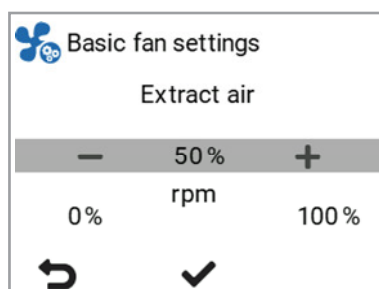 Basic fan settings
Extract air
− 50 % +
rpm
0 % 100 %